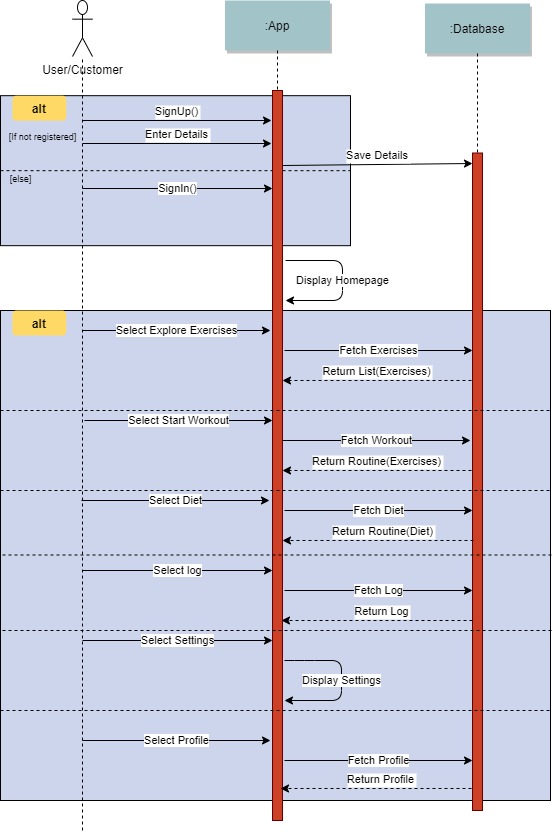 :App
:Database
User/Customer
alt
SignUp()
[If not registered]
Enter Details
Save Details
[else]
SignIn()
Display Homepage
alt
Select Explore Exercises
Fetch Exercises
Return List(Exercises)
Select Start Workout
Fetch Workout
Return Routine(Exercises)
Select Diet
Fetch Diet
Return Routine(Diet)
Select log
Fetch Log
Return Log
Select Settings
Display Settings
Select Profile
Fetch Profile
Return Profile